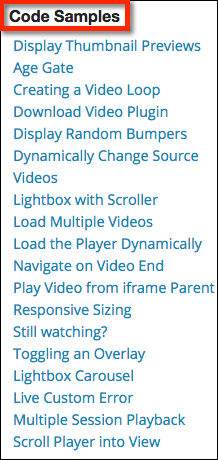 Code Samples
Display Thumbnail Previews
Age Gate
Creating a Video Loop
Download Video Plugin
Display Random Bumpers
Dynamically Change Source
Videos
Lightbox with Scroller
Load Multiple Videos
Load the Player Dynamically
Navigate on Video End
Play Video from iframe Parent
Responsive Sizing
Still watching?
Toggling an Overlay
Lightbox Carousel
Live Custom Error
Multiple Session Playback
Scroll Player into View